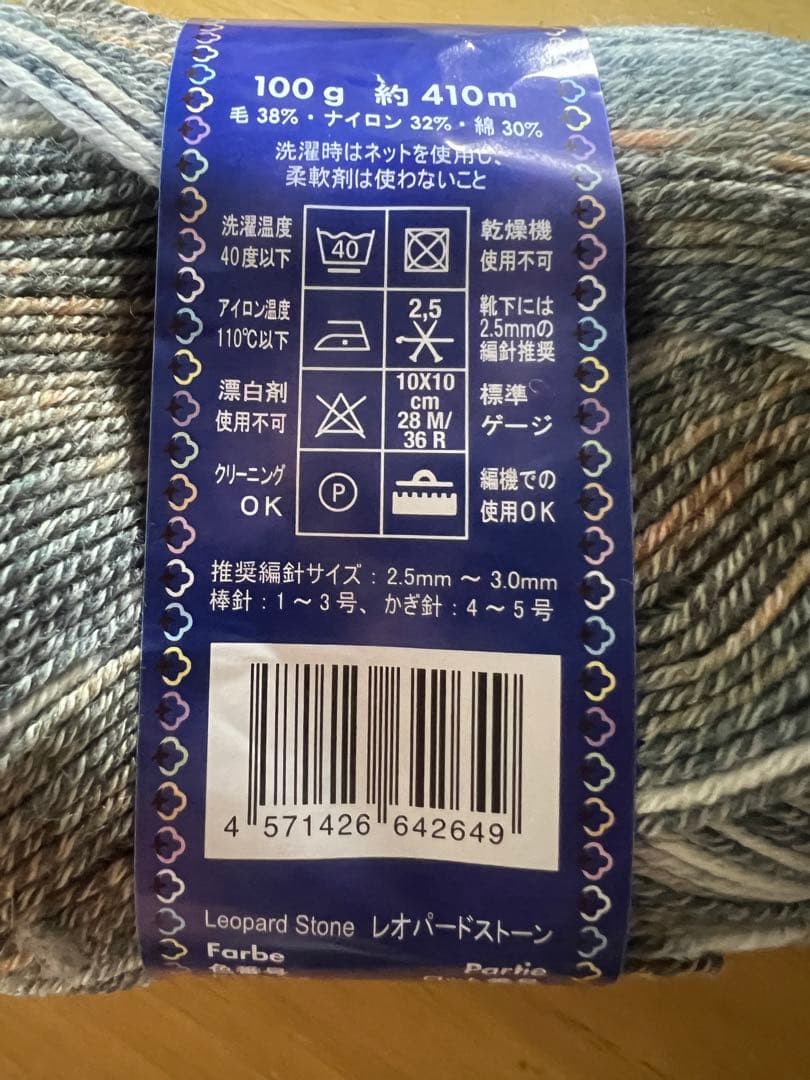 100 g 約 410m
毛 38%・ナイロン 32%・綿 30%
洗濯時はネットを使用し、
柔軟剤は使わないこと
洗濯温度
40度以下
40
乾燥機
使用不可
アイロン温度
110℃以下
2,5
靴下には
2.5mmの
編針推奨
漂白剤
使用不可
10X10
cm
28 M/
36 R
標準
ゲージ
クリーニング
OK
P
編機での
使用OK
推奨編針サイズ：2.5mm ～ 3.0mm
棒針：1 ～ 3 号、かぎ針：4 ～ 5 号
4 571426 642649
Leopard Stone レオパードストーン
Farbe
Partie